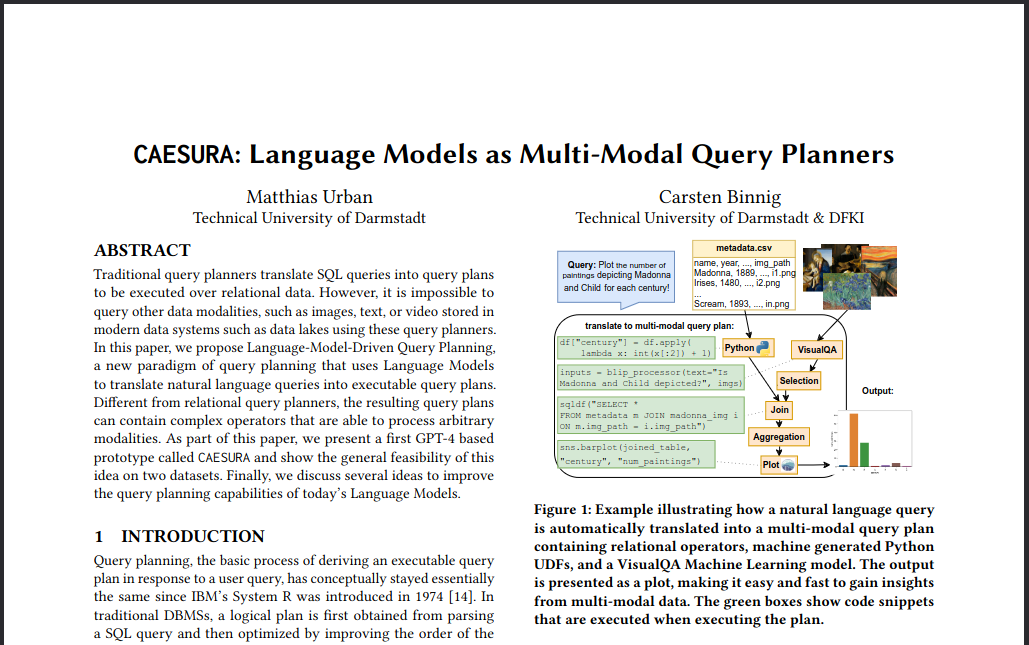 CAESURA: Language Models as Multi-Modal Query Planners
Matthias Urban
Technical University of Darmstadt
Carsten Binnig
Technical University of Darmstadt & DFKI
ABSTRACT
Traditional query planners translate SQL queries into query plans
to be executed over relational data. However, it is impossible to
query other data modalities, such as images, text, or video stored in
modern data systems such as data lakes using these query planners.
In this paper, we propose Language-Model-Driven Query Planning,
a new paradigm of query planning that uses Language Models
to translate natural language queries into executable query plans.
Different from relational query planners, the resulting query plans
can contain complex operators that are able to process arbitrary
modalities. As part of this paper, we present a first GPT-4 based
prototype called CAESURA and show the general feasibility of this
idea on two datasets. Finally, we discuss several ideas to improve
the query planning capabilities of today's Language Models.
1 INTRODUCTION
Query planning, the basic process of deriving an executable query
plan in response to a user query, has conceptually stayed essentially
the same since IBM's System R was introduced in 1974 [14]. In
traditional DBMSs, a logical plan is first obtained from parsing
a SQL query and then optimized by improving the order of the
Query: Plot the number of
paintings depicting Madonna
and Child for each century!
metadata.csv
name, year, ..., img_path
Madonna, 1889, ..., i1.png
Irises, 1480, ..., i2.png
...
Scream, 1893, ..., in.png
translate to multi-modal query plan:
df["century"] = df.apply(
lambda x: int(x[:2]) + 1)
inputs = blip_processor(text="Is
Madonna and Child depicted?", imgs)
sqldf("SELECT *
FROM metadata m JOIN madonna_img i
ON m.img_path = i.img_path")
sns.barplot(joined_table,
"century", "num_paintings")
Python
VisualQA
Selection
Join
Aggregation
Plot
Output:
Figure 1: Example illustrating how a natural language query
is automatically translated into a multi-modal query plan
containing relational operators, machine generated Python
UDFs, and a VisualQA Machine Learning model. The output
is presented as a plot, making it easy and fast to gain insights
from multi-modal data. The green boxes show code snippets
that are executed when executing the plan.